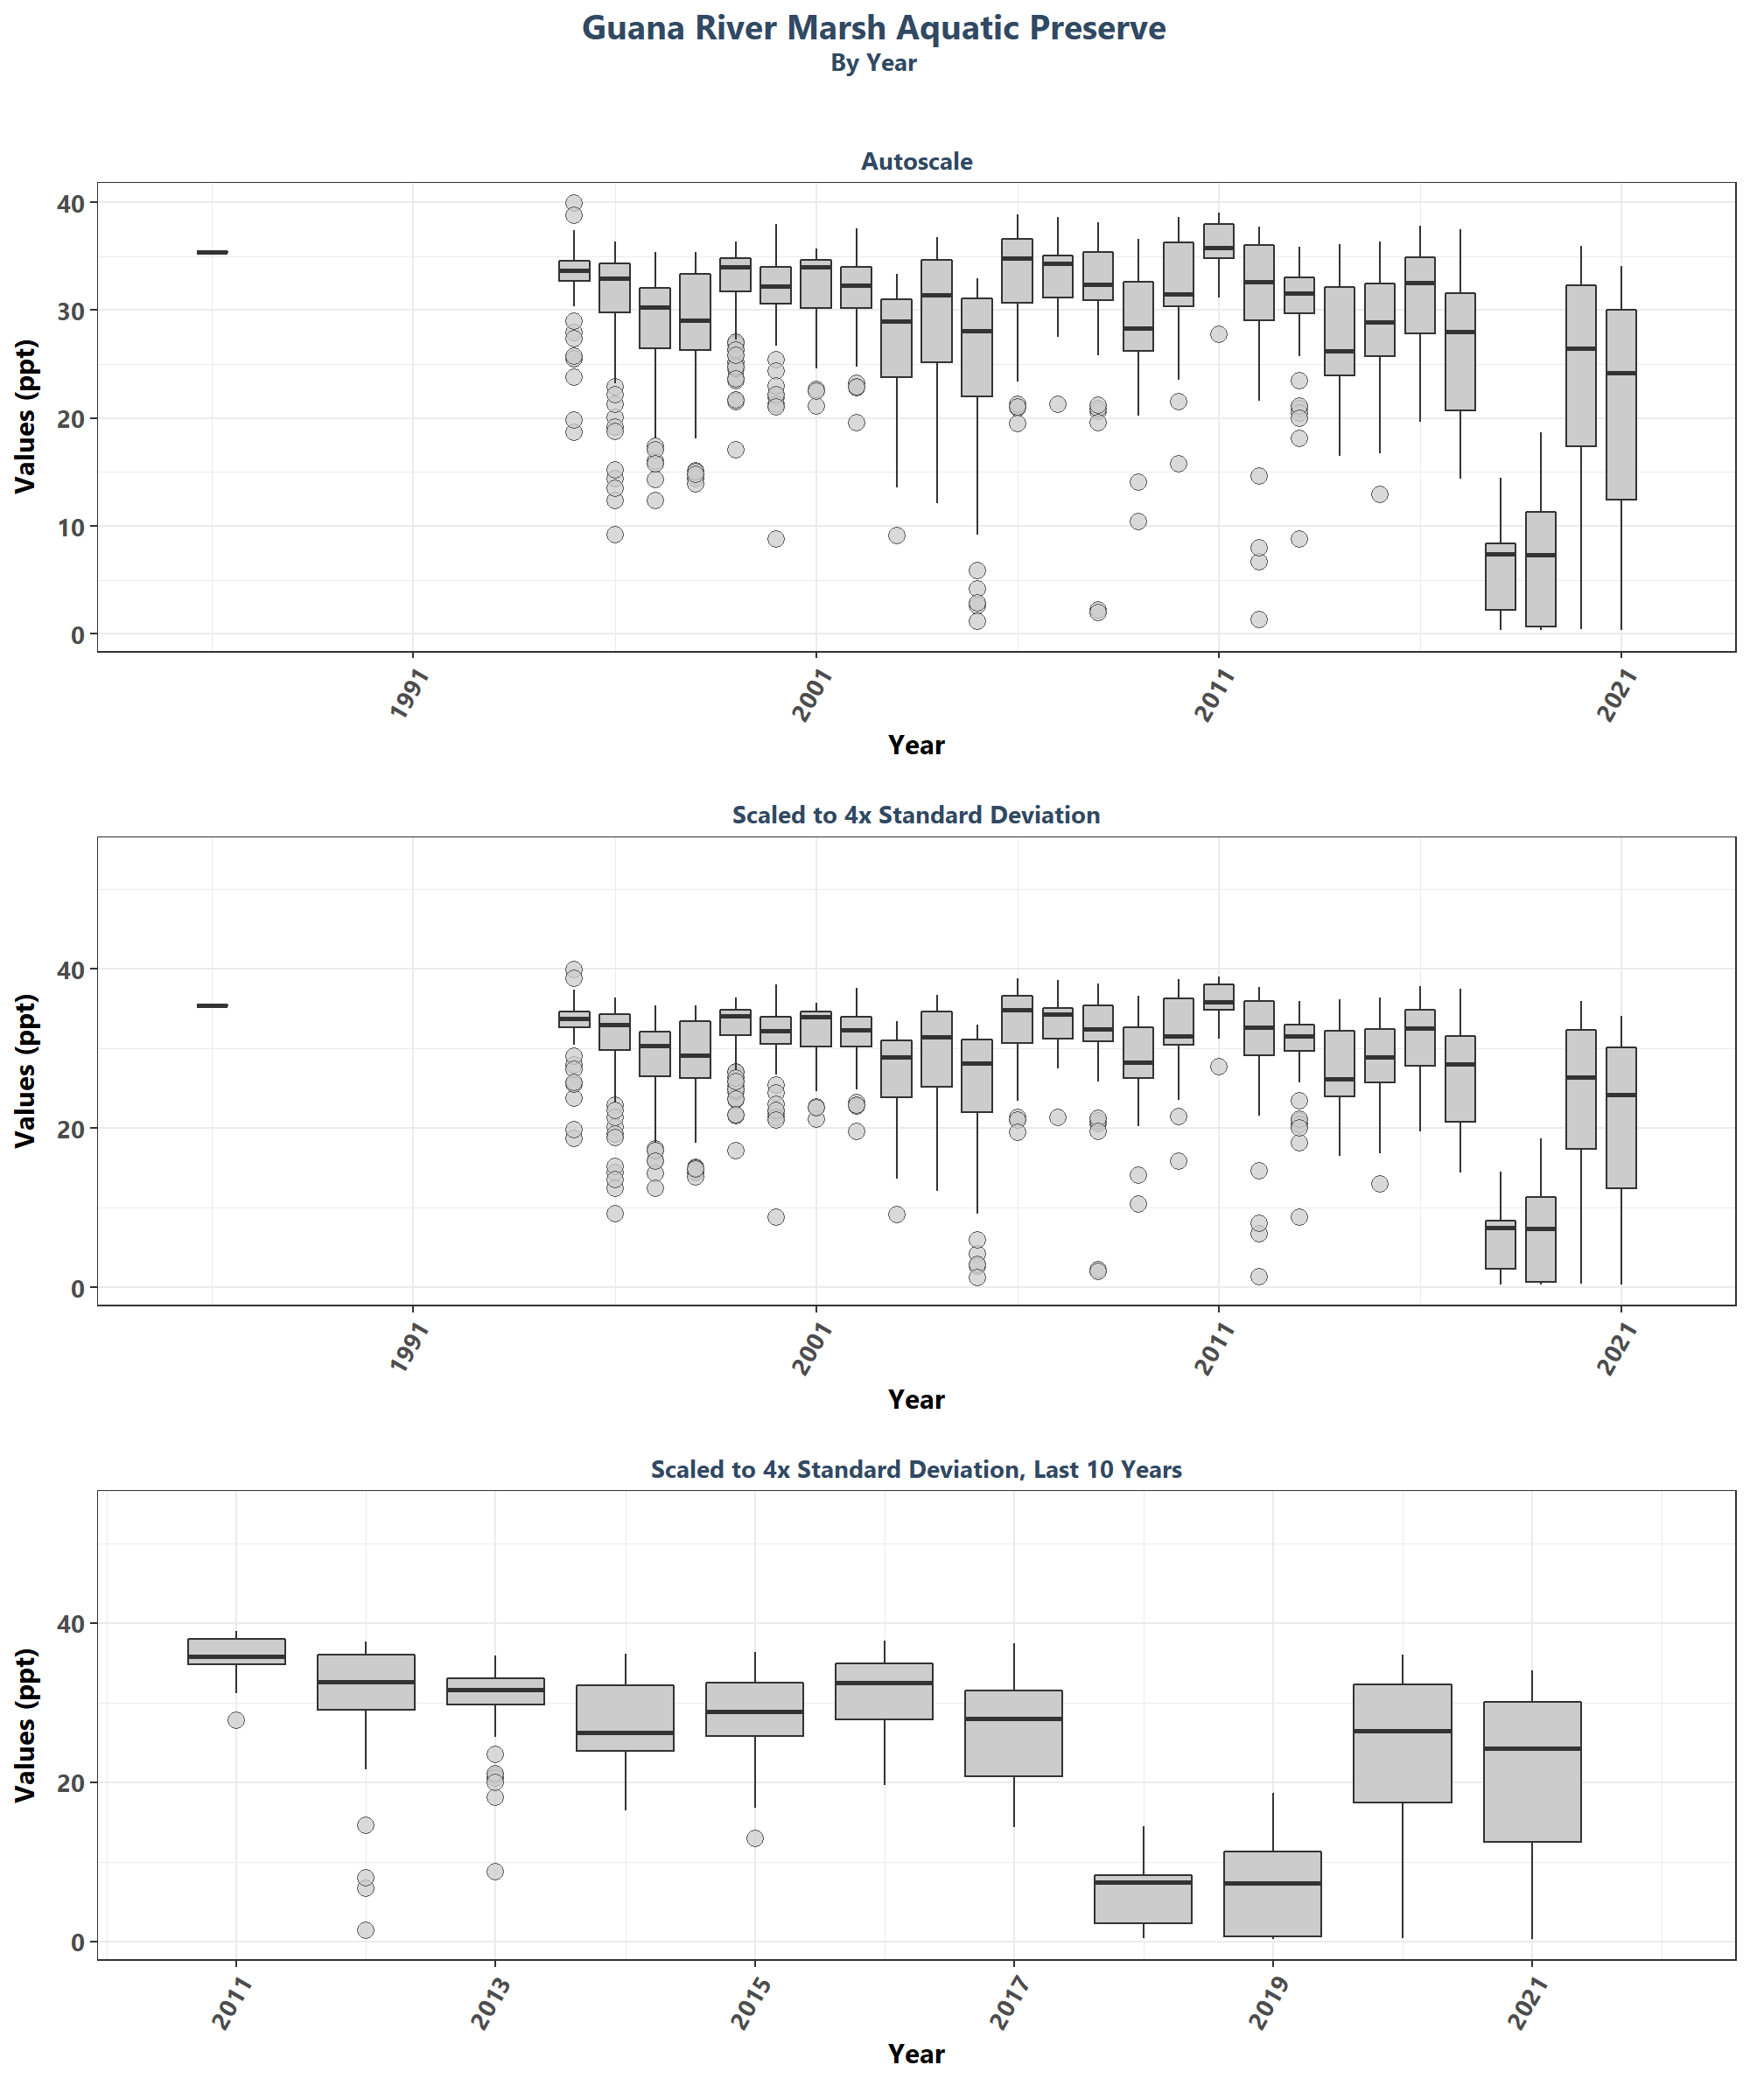 Guana River Marsh Aquatic Preserve
By Year
Autoscale
40
30
20
10
0
Values (ppt)
1991
2001
2011
2021
Year
Scaled to 4x Standard Deviation
40
20
0
Values (ppt)
1991
2001
2011
2021
Year
Scaled to 4x Standard Deviation, Last 10 Years
40
20
0
Values (ppt)
2011
2013
2015
2017
2019
2021
Year